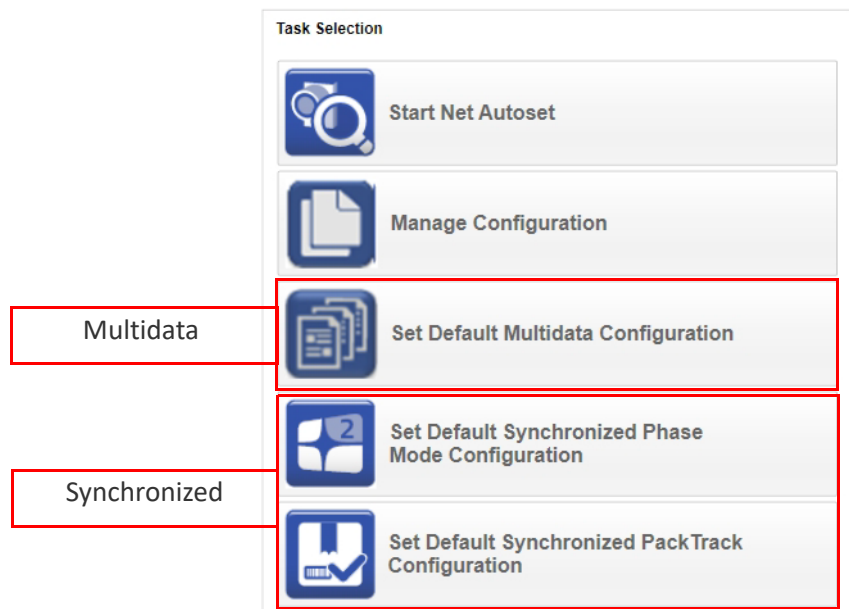 Task Selection
Start Net Autoset
Manage Configuration
Multidata
Set Default Multidata Configuration
2
Set Default Synchronized Phase
Mode Configuration
Synchronized
Set Default Synchronized PackTrack
Configuration